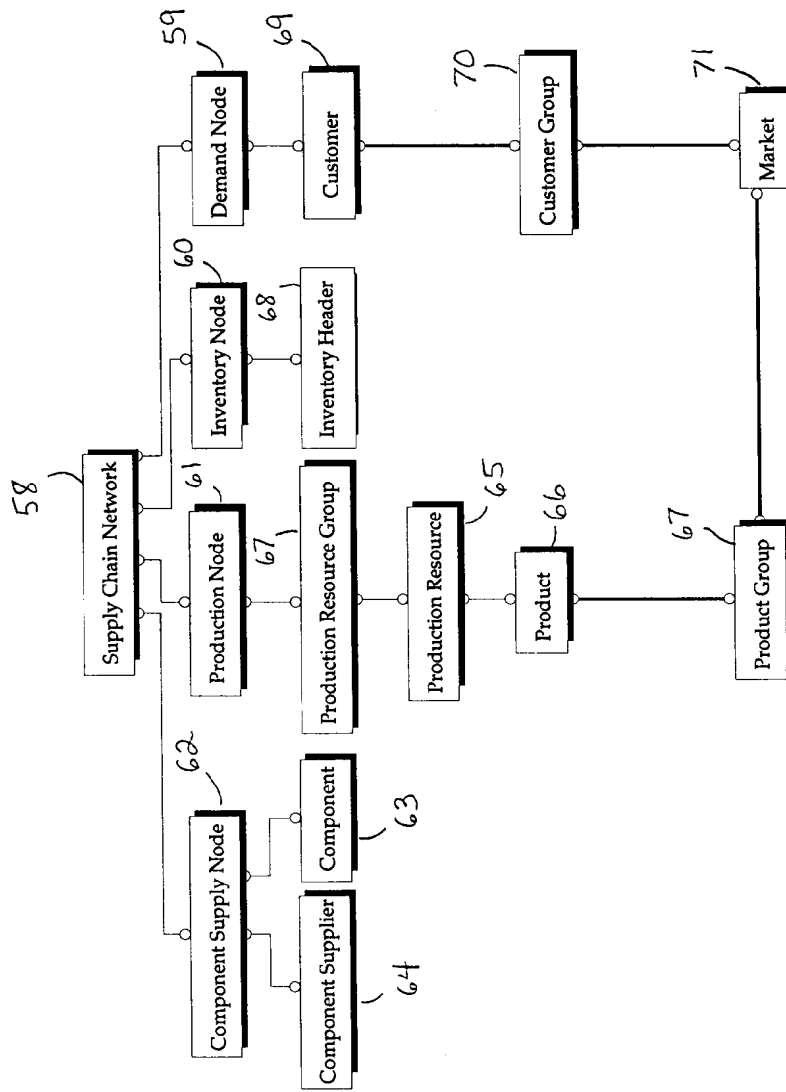 58
Supply Chain Network
62
Component Supply Node
61
Production Node
60
Inventory Node
59
Demand Node
64
Component Supplier
63
Component
67
Production Resource Group
68
Inventory Header
69
Customer
65
Production Resource
66
Product
70
Customer Group
67
Product Group
71
Market